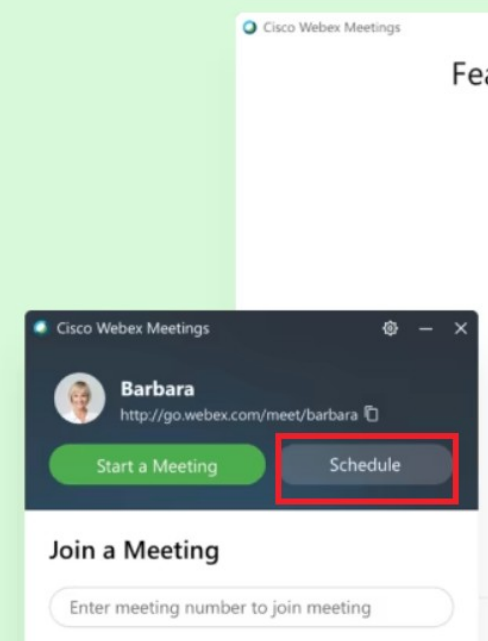 Cisco Webex Meetings
Cisco Webex Meetings
Barbara
http://go.webex.com/meet/barbara
Start a Meeting
Schedule
Join a Meeting
Enter meeting number to join meeting